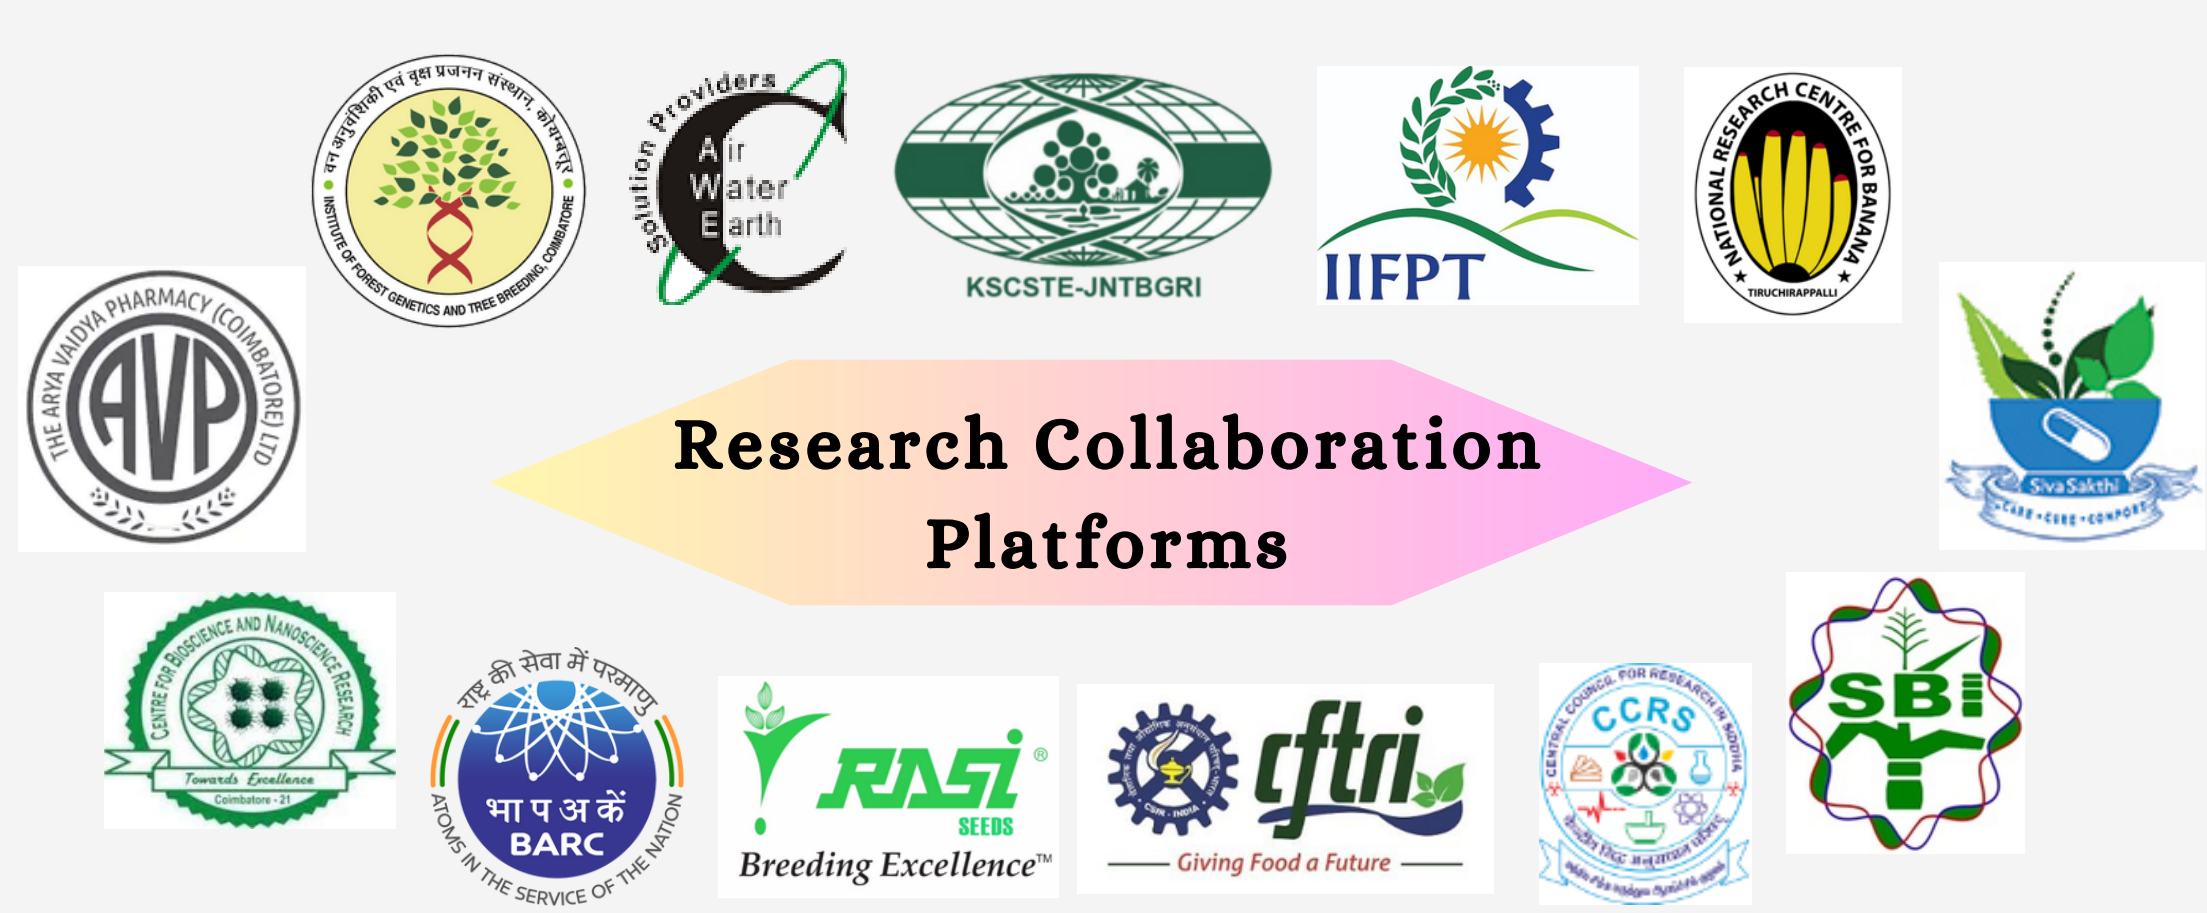 वन अनुवंशिकी एवं वृक्ष प्रजनन संस्थान, कोयम्बत्तूर
INSTITUTE OF FOREST GENETICS AND TREE BREEDING, COIMBATORE
Solution Providers
Air
Water
Earth
KSCSTE-JNTBGRI
IIFPT
NATIONAL RESEARCH CENTRE FOR BANANA
TIRUCHIRAPPALLI
THE ARYA VAIDYA PHARMACY (COIMBATORE) LTD
AVP
Siva Sakthi
CARE • CURE • COMFORT
Research Collaboration
Platforms
CENTRE FOR BIOSCIENCE AND NANOSCIENCE RESEARCH
Towards Excellence
Coimbatore - 21
राष्ट्र की सेवा में परमाणु
भा प अ कें
BARC
ATOMS IN THE SERVICE OF THE NATION
RASI®
SEEDS
Breeding Excellence™
CSIR - INDIA
cftri
Giving Food a Future
CENTRAL COUNCIL FOR RESEARCH IN SIDDHA
CCRS
SBI